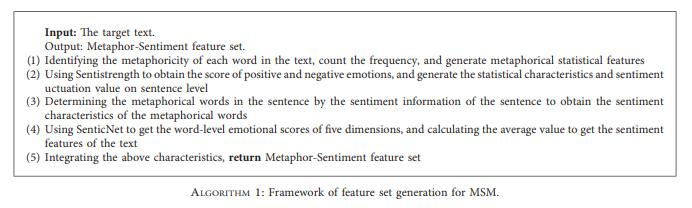 Input: The target text.
Output: Metaphor-Sentiment feature set.
(1) Identifying the metaphoricity of each word in the text, count the frequency, and generate metaphorical statistical features
(2) Using Sentistrength to obtain the score of positive and negative emotions, and generate the statistical characteristics and sentiment
uctuation value on sentence level
(3) Determining the metaphorical words in the sentence by the sentiment information of the sentence to obtain the sentiment
characteristics of the metaphorical words
(4) Using SenticNet to get the word-level emotional scores of five dimensions, and calculating the average value to get the sentiment
features of the text
(5) Integrating the above characteristics, return Metaphor-Sentiment feature set
ALGORITHM 1: Framework of feature set generation for MSM.